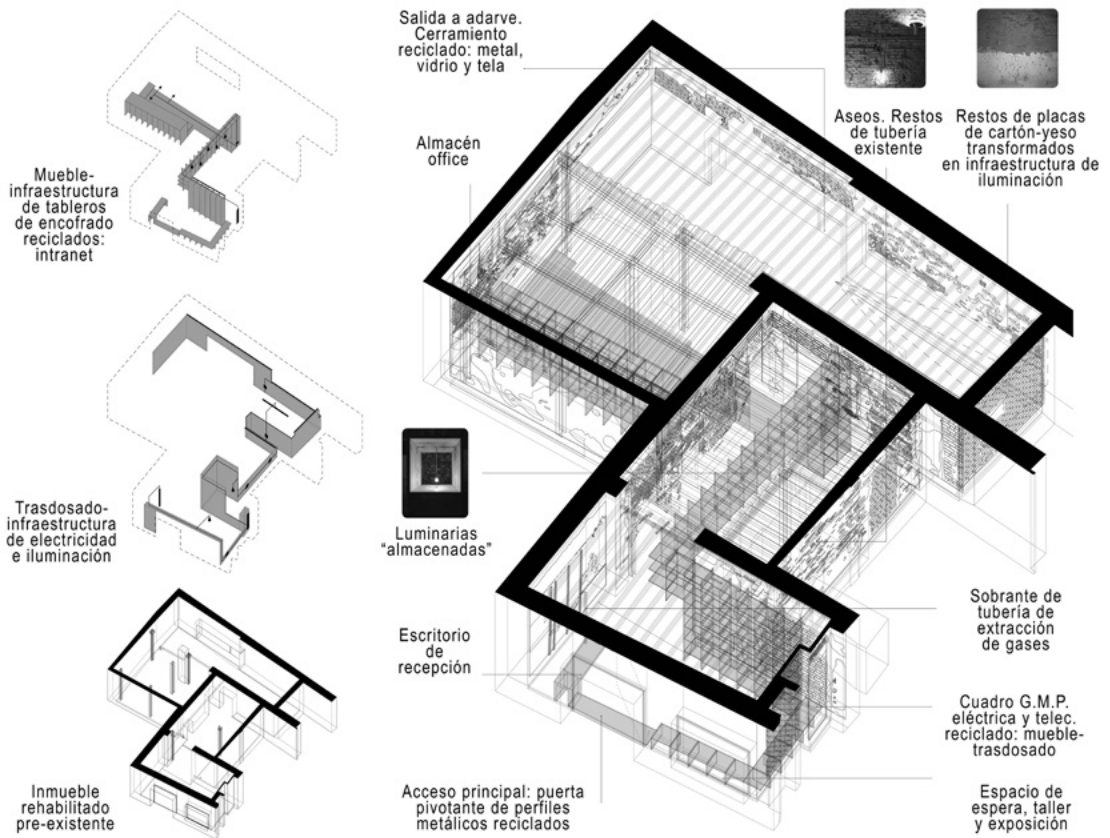 Salida a adarve.
Cerramiento
reciclado: metal,
vidrio y tela
Almacén
office
Aseos. Restos
de tubería
existente
Restos de placas
de cartón-yeso
transformados
en infraestructura de
iluminación
Mueble-
infraestructura
de tableros
de encofrado
reciclados:
intranet
Trasdosado-
infraestructura
de electricidad
e iluminación
Inmueble
rehabilitado
pre-existente
Luminarias
“almacenadas”
Escritorio
de
recepción
Acceso principal: puerta
pivotante de perfiles
metálicos reciclados
Sobrante de
tubería de
extracción
de gases
Cuadro G.M.P.
eléctrica y telec.
reciclado: mueble-
trasdosado
Espacio de
espera, taller
y exposición